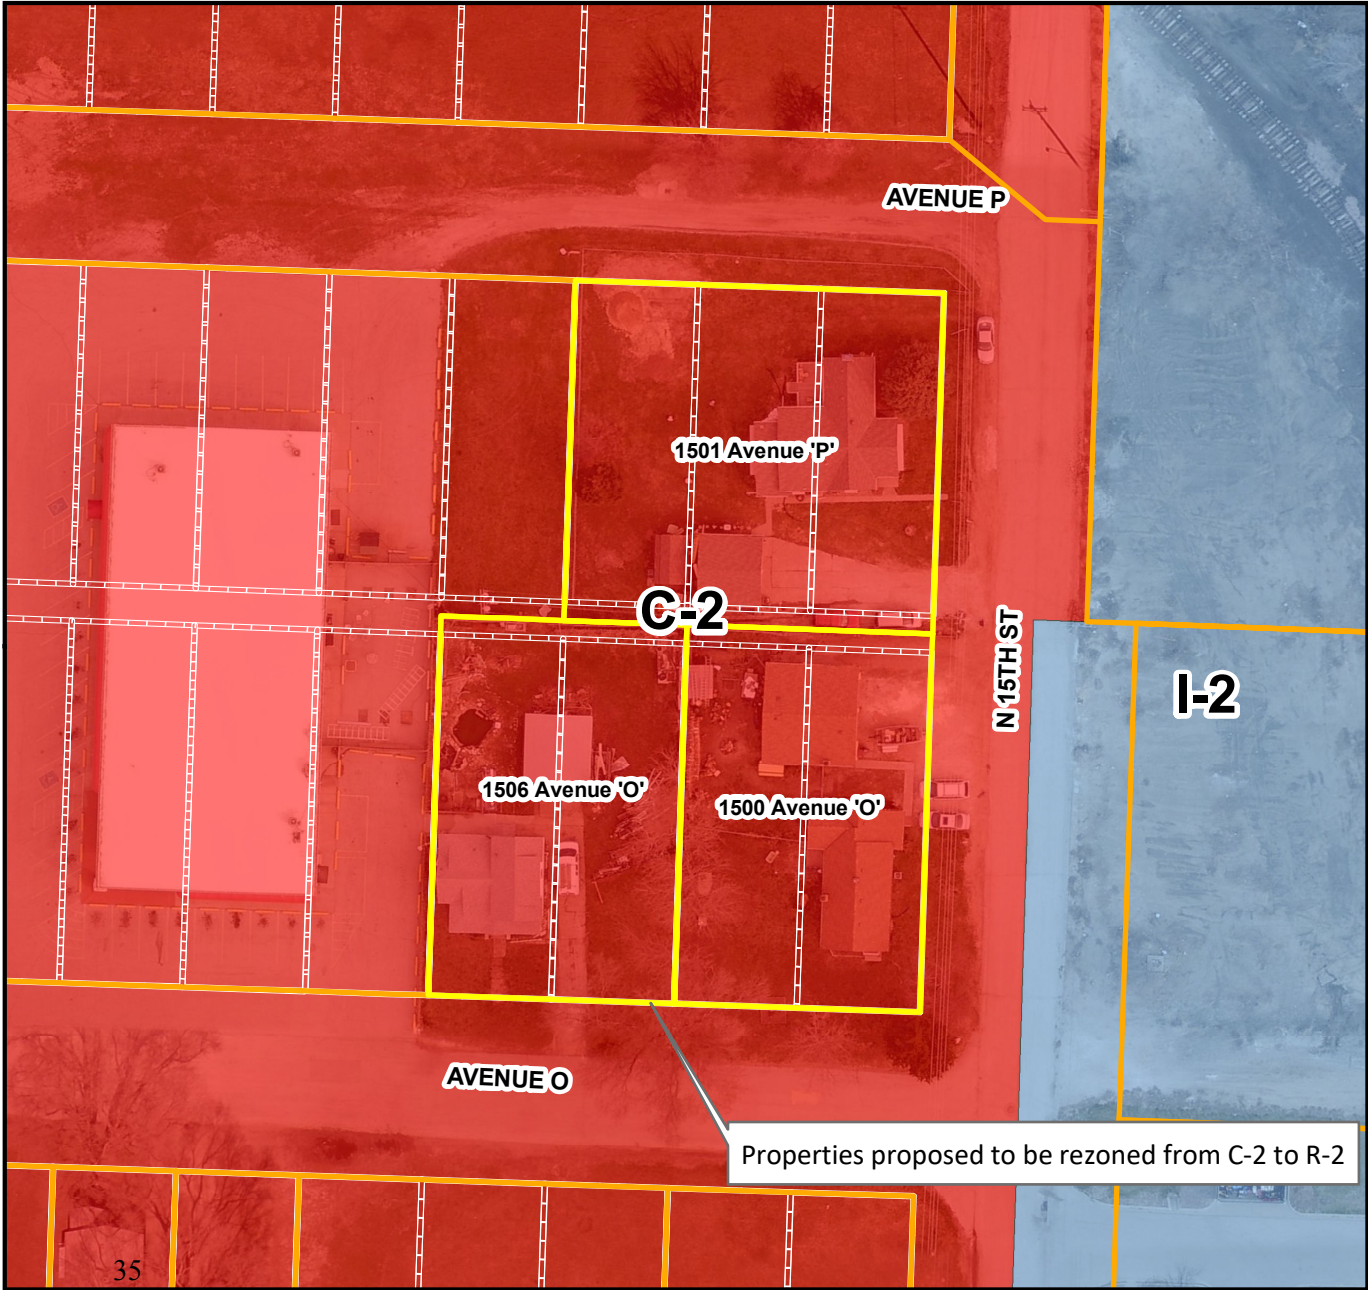 AVENUE P
1501 Avenue 'P'
C-2
N 15TH ST
I-2
1506 Avenue 'O'
1500 Avenue 'O'
AVENUE O
Properties proposed to be rezoned from C-2 to R-2
35